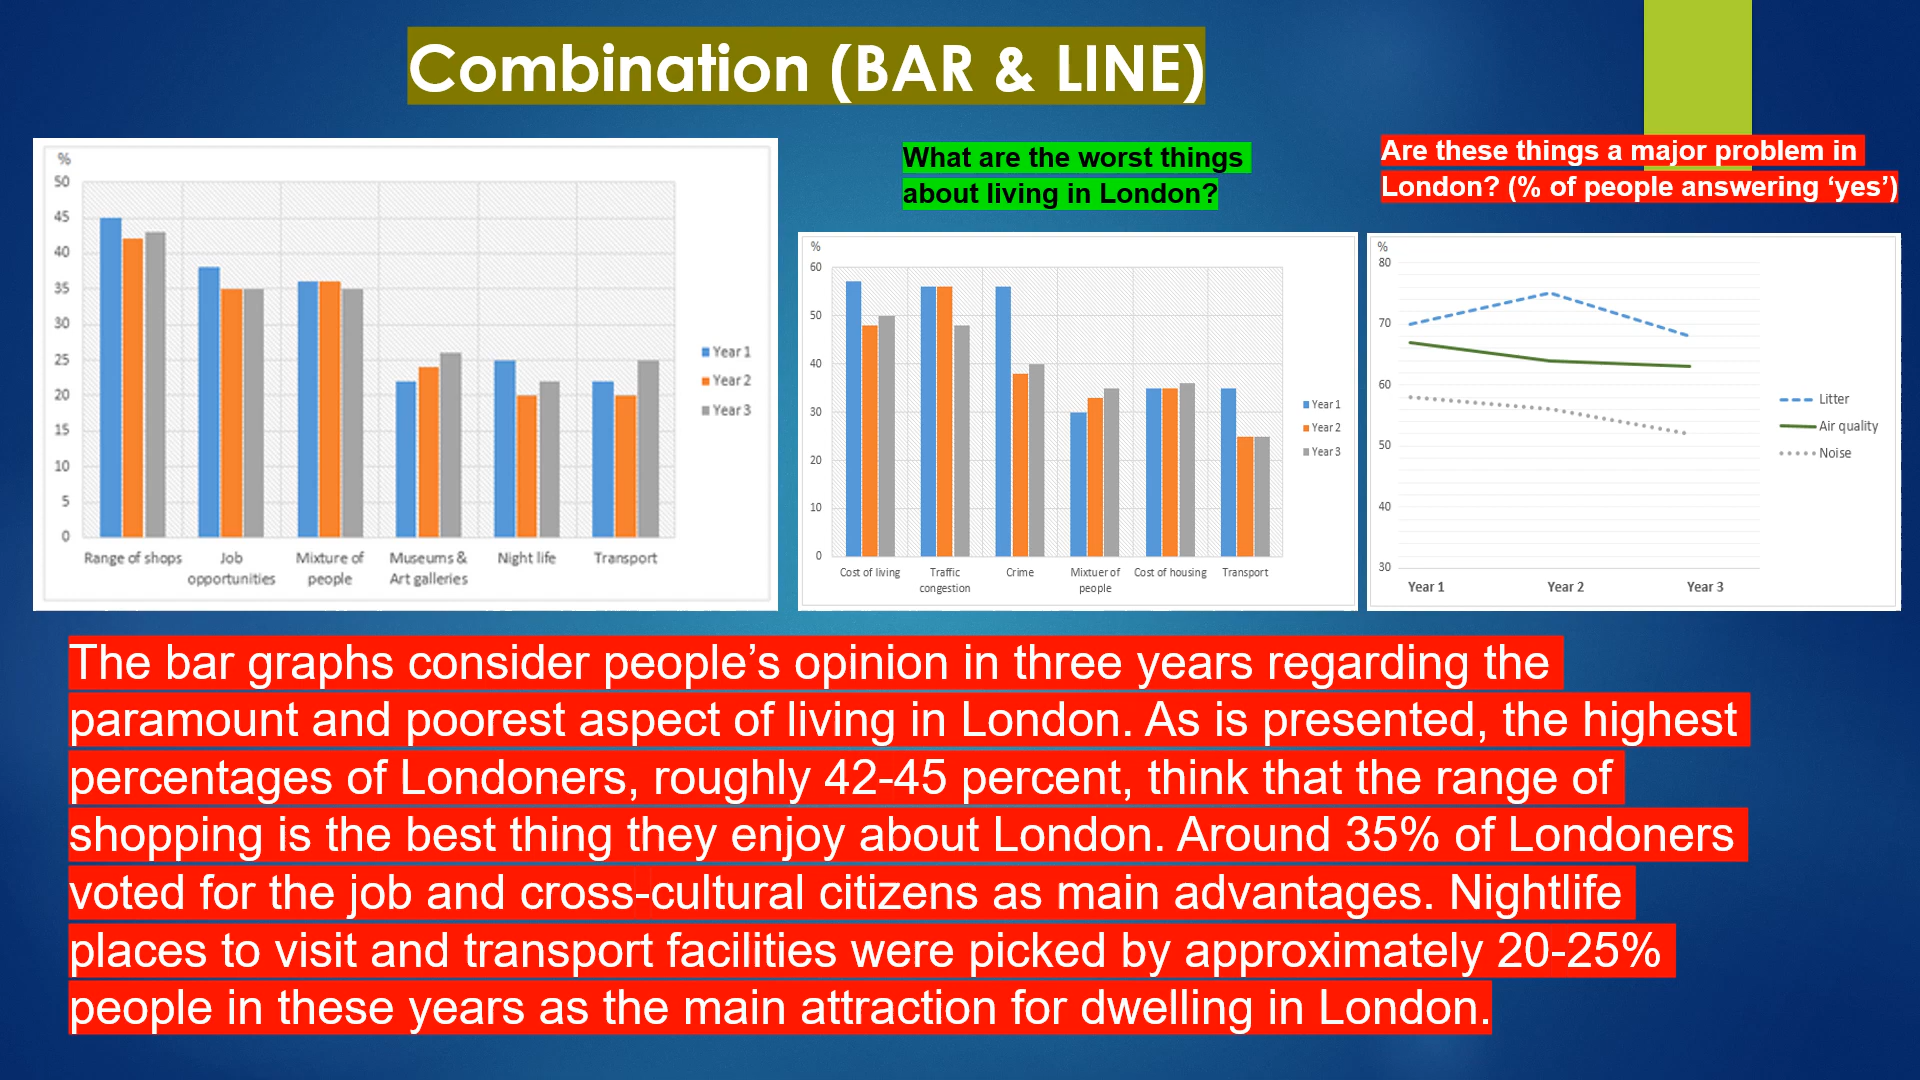 Combination (BAR & LINE)
%
50
45
40
35
30
25
20
15
10
5
0
Range of shops
Job
opportunities
Mixture of
people
Museums &
Art galleries
Night life
Transport
Year 1
Year 2
Year 3
What are the worst things
about living in London?
%
60
50
40
30
20
10
0
Cost of living
Traffic
congestion
Crime
Mixtuer of
people
Cost of housing
Transport
Year 1
Year 2
Year 3
Are these things a major problem in
London? (% of people answering ‘yes’)
%
80
70
60
50
40
30
Year 1
Year 2
Year 3
Litter
Air quality
Noise
The bar graphs consider people’s opinion in three years regarding the
paramount and poorest aspect of living in London. As is presented, the highest
percentages of Londoners, roughly 42-45 percent, think that the range of
shopping is the best thing they enjoy about London. Around 35% of Londoners
voted for the job and cross-cultural citizens as main advantages. Nightlife
places to visit and transport facilities were picked by approximately 20-25%
people in these years as the main attraction for dwelling in London.